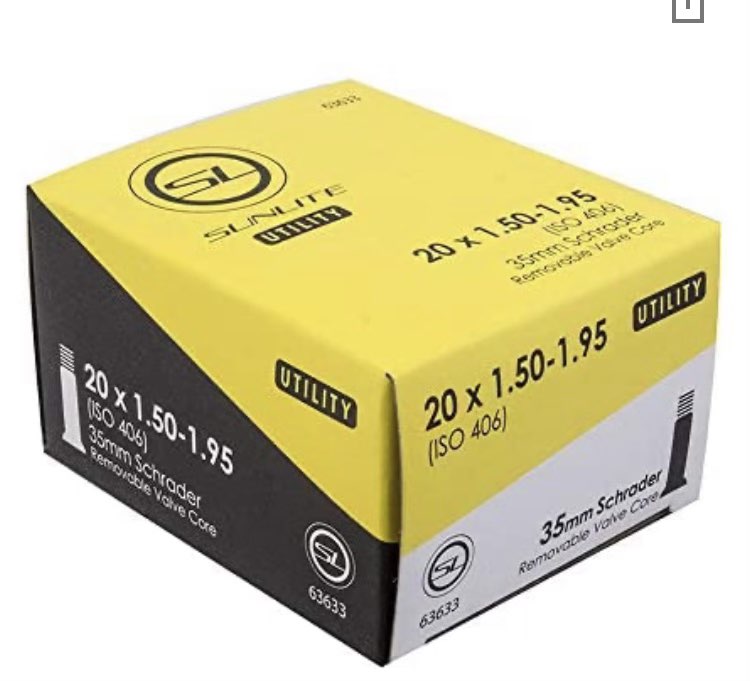 63633
SL
SUNLITE
UTILITY
20 x 1.50-1.95
(ISO 406)
35mm Schrader
Removable Valve Core
UTILITY
20 x 1.50-1.95
(ISO 406)
35mm Schrader
Removable Valve Core
SL
63633
UTILITY
20 x 1.50-1.95
(ISO 406)
35mm Schrader
Removable Valve Core
SL
63633